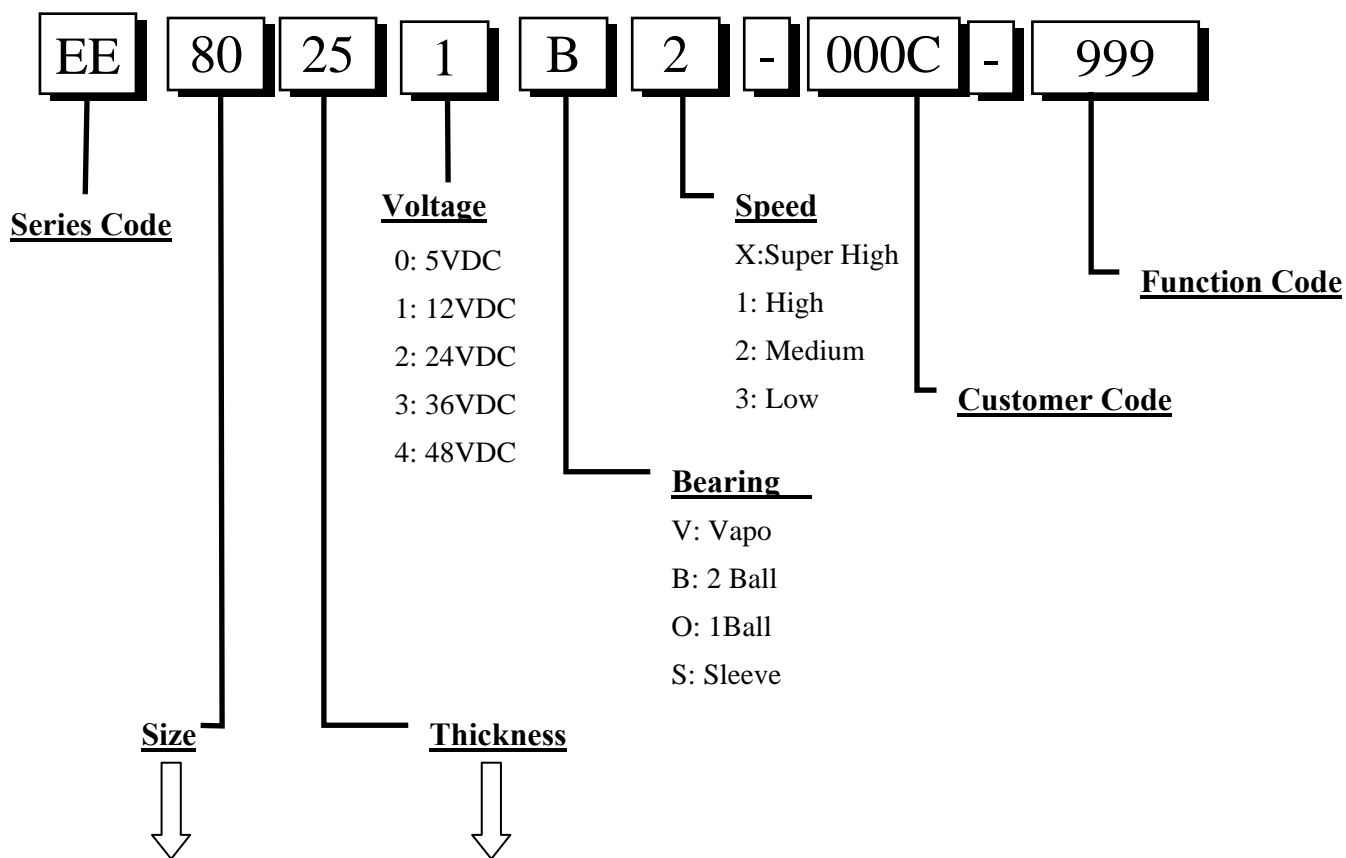 EE 80 25 1 B 2 - 000C - 999
Series Code
Voltage
0: 5VDC
1: 12VDC
2: 24VDC
3: 36VDC
4: 48VDC
Speed
X:Super High
1: High
2: Medium
3: Low
Function Code
Customer Code
Bearing
V: Vapo
B: 2 Ball
O: 1Ball
S: Sleeve
Size
Thickness